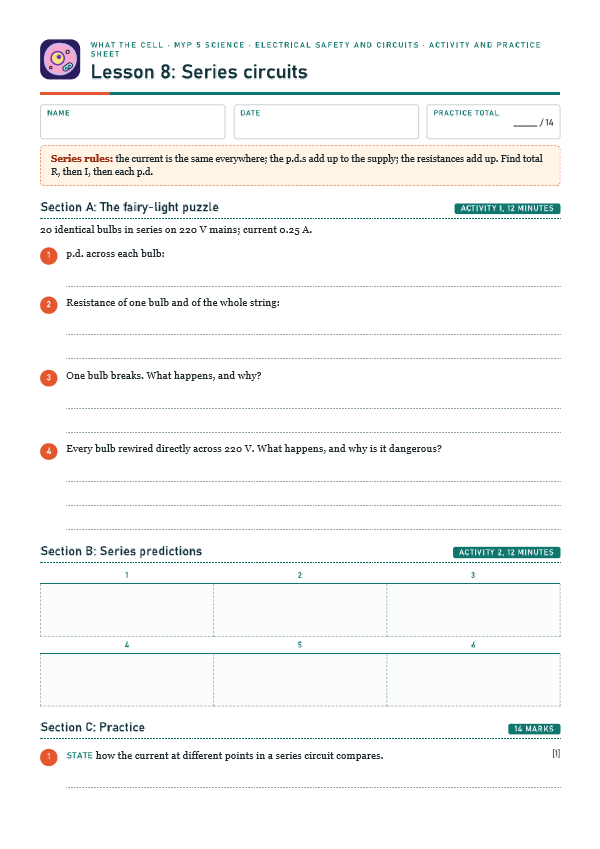 WHAT THE CELL · MYP 5 SCIENCE · ELECTRICAL SAFETY AND CIRCUITS · ACTIVITY AND PRACTICE
SHEET
Lesson 8: Series circuits
NAME
DATE
PRACTICE TOTAL
_____ / 14
Series rules: the current is the same everywhere; the p.d.s add up to the supply; the resistances add up. Find total
R, then I, then each p.d.
Section A: The fairy-light puzzle
ACTIVITY 1, 12 MINUTES
20 identical bulbs in series on 220 V mains; current 0.25 A.
1 p.d. across each bulb:
2 Resistance of one bulb and of the whole string:
3 One bulb breaks. What happens, and why?
4 Every bulb rewired directly across 220 V. What happens, and why is it dangerous?
Section B: Series predictions
ACTIVITY 2, 12 MINUTES
1 2 3
4 5 6
Section C: Practice
14 MARKS
1 STATE how the current at different points in a series circuit compares. [1]